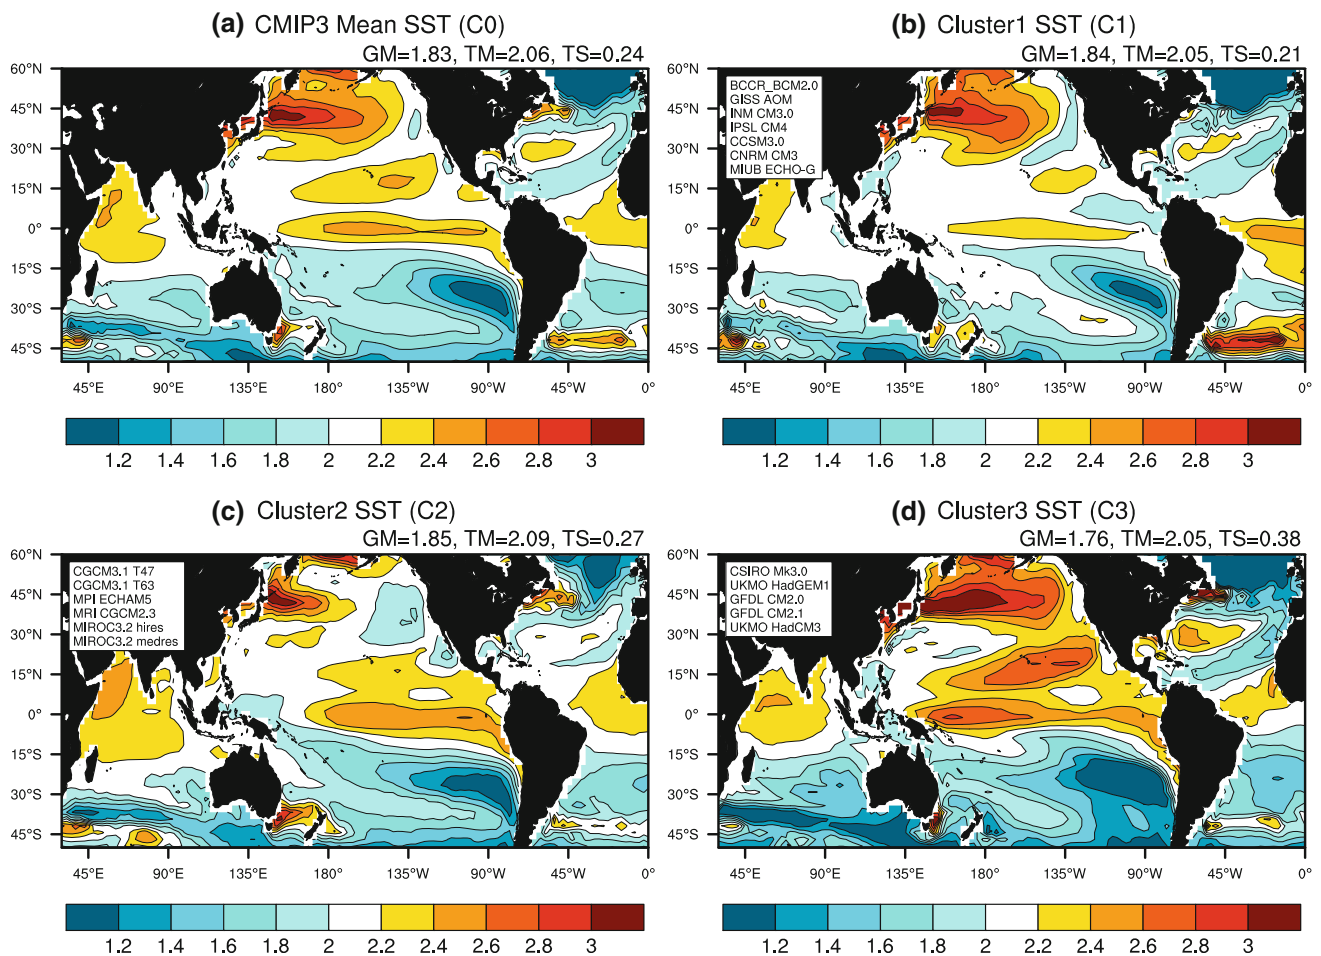 (a) CMIP3 Mean SST (C0)
GM=1.83, TM=2.06, TS=0.24
60°N
45°N
30°N
15°N
0°
15°S
30°S
45°S
45°E 90°E 135°E 180° 135°W 90°W 45°W 0°
1.2 1.4 1.6 1.8 2 2.2 2.4 2.6 2.8 3
(b) Cluster1 SST (C1)
GM=1.84, TM=2.05, TS=0.21
60°N
45°N
30°N
15°N
0°
15°S
30°S
45°S
BCCR_BCM2.0
GISS AOM
INM CM3.0
IPSL CM4
CCSM3.0
CNRM CM3
MIUB ECHO-G
45°E 90°E 135°E 180° 135°W 90°W 45°W 0°
1.2 1.4 1.6 1.8 2 2.2 2.4 2.6 2.8 3
(c) Cluster2 SST (C2)
GM=1.85, TM=2.09, TS=0.27
60°N
45°N
30°N
15°N
0°
15°S
30°S
45°S
CGCM3.1 T47
CGCM3.1 T63
MPI ECHAM5
MRI CGCM2.3
MIROC3.2 hires
MIROC3.2 medres
45°E 90°E 135°E 180° 135°W 90°W 45°W 0°
1.2 1.4 1.6 1.8 2 2.2 2.4 2.6 2.8 3
(d) Cluster3 SST (C3)
GM=1.76, TM=2.05, TS=0.38
60°N
45°N
30°N
15°N
0°
15°S
30°S
45°S
CSIRO Mk3.0
UKMO HadGEM1
GFDL CM2.0
GFDL CM2.1
UKMO HadCM3
45°E 90°E 135°E 180° 135°W 90°W 45°W 0°
1.2 1.4 1.6 1.8 2 2.2 2.4 2.6 2.8 3